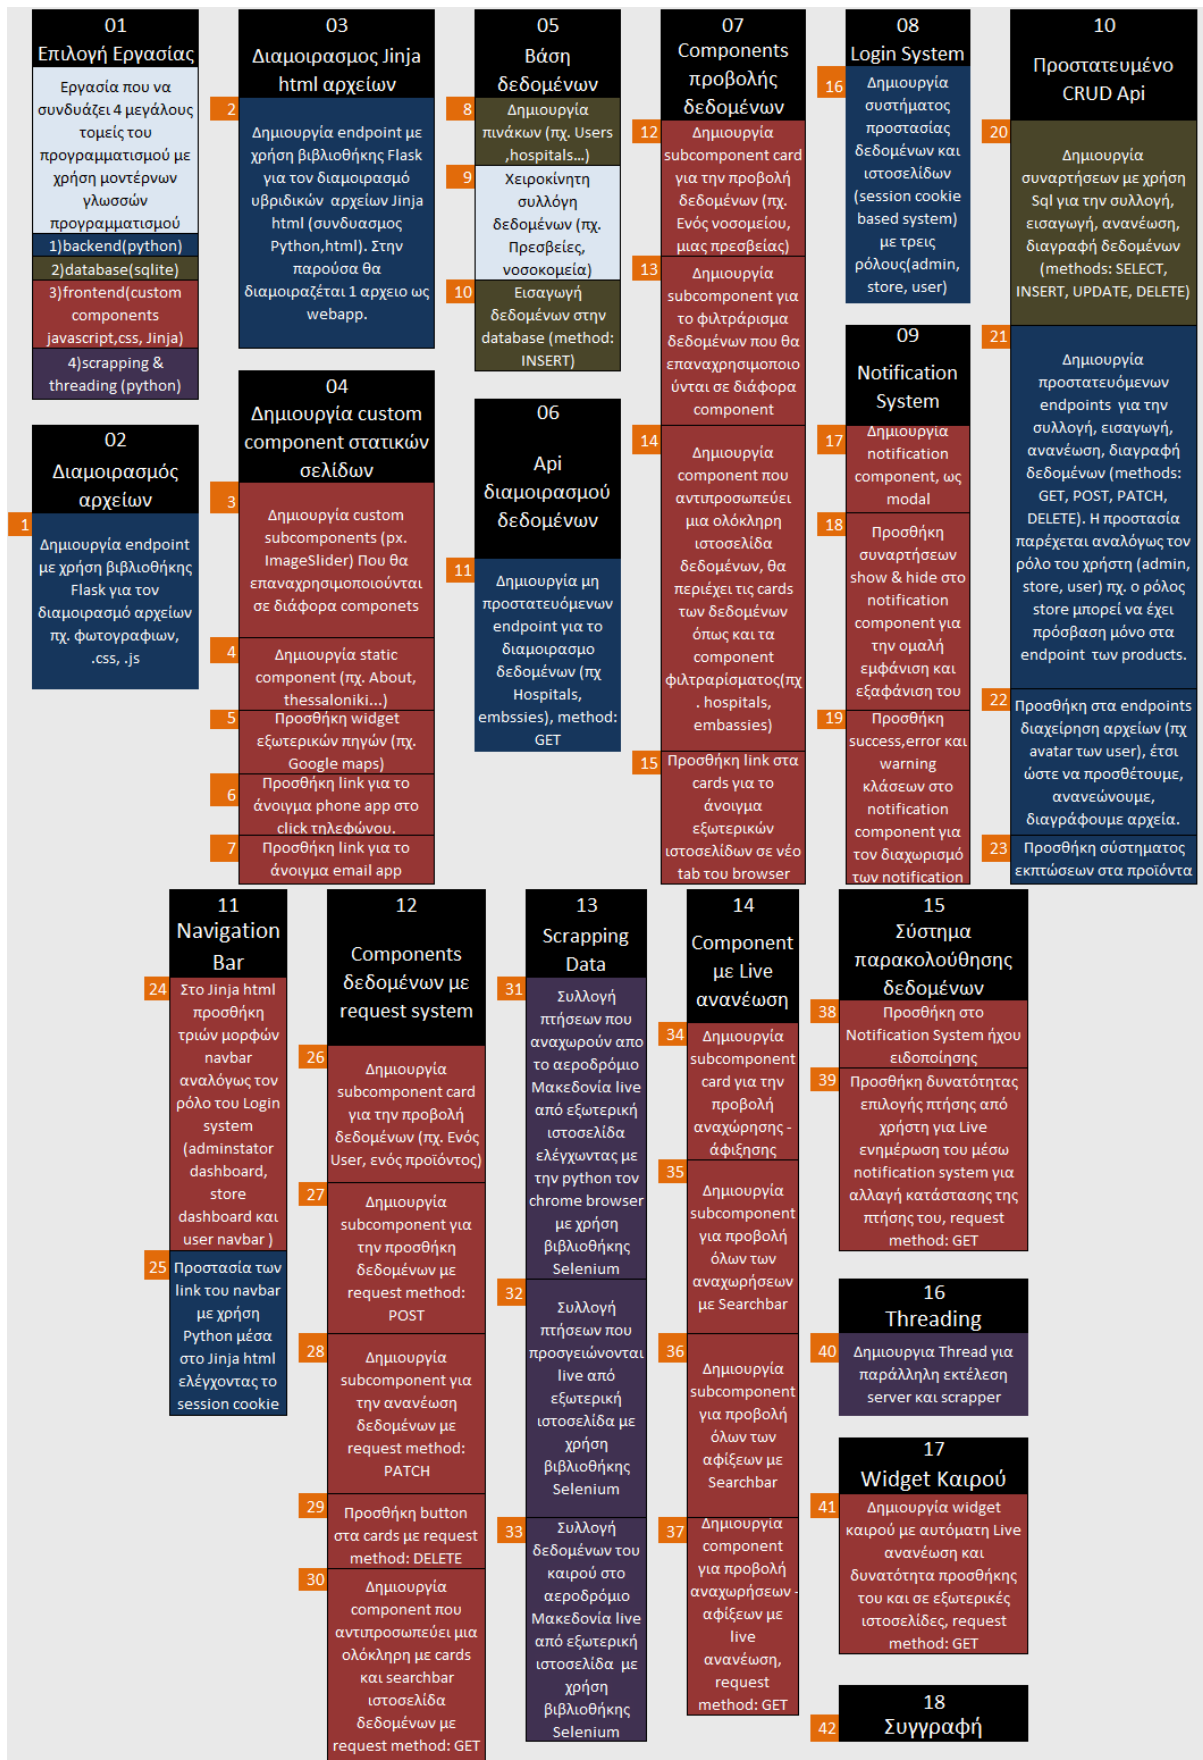 01
Επιλογή Εργασίας
Εργασία που να
συνδυάζει 4 μεγάλους
τομείς του
προγραμματισμού με
χρήση μοντέρνων
γλωσσών
προγραμματισμού
1)backend(python)
2)database(sqlite)
3)frontend(custom
components
javascript,css, Jinja)
4)scrapping &
threading (python)
02
Διαμοιρασμός
αρχείων
1
Δημιουργία endpoint
με χρήση βιβλιοθήκης
Flask για τον
διαμοιρασμό αρχείων
πχ. φωτογραφιων,
.css, .js
03
Διαμοιρασμος Jinja
html αρχείων
2
Δημιουργία endpoint με
χρήση βιβλιοθήκης Flask
για τον διαμοιρασμό
υβριδικών αρχείων Jinja
html (συνδυασμος
Python,html). Στην
παρούσα θα
διαμοιραζέται 1 αρχειο ως
webapp.
04
Δημιουργία custom
component στατικών
σελίδων
3
Δημιουργία custom
subcomponents (px.
ImageSlider) Που θα
επαναχρησιμοποιούνται
σε διάφορα componets
4
Δημιουργία static
component (πχ. About,
thessaloniki...)
5
Προσθήκη widget
εξωτερικών πηγών (πχ.
Google maps)
6
Προσθήκη link για το
άνοιγμα phone app στο
click τηλεφώνου.
7
Προσθήκη link για το
άνοιγμα email app
05
Βάση
δεδομένων
8
Δημιουργία
πινάκων (πχ. Users
,hospitals...)
9
Χειροκίνητη
συλλόγη
δεδομένων (πχ.
Πρεσβείες,
νοσοκομεία)
10
Εισαγωγή
δεδομένων στην
database (method:
INSERT)
06
Api
διαμοιρασμού
δεδομένων
11
Δημιουργία μη
προστατευόμενων
endpoint για το
διαμοιρασμο
δεδομένων (πχ
Hospitals,
embssies), method:
GET
07
Components
προβολής
δεδομένων
12
Δημιουργία
subcomponent card
για την προβολή
δεδομένων (πχ.
Ενός νοσομείου,
μιας πρεσβείας)
13
Δημιουργία
subcomponent για
το φιλτράρισμα
δεδομένων που θα
επαναχρησιμοποιο
ύνται σε διάφορα
component
14
Δημιουργία
component που
αντιπροσωπεύει
μια ολόκληρη
ιστοσελίδα
δεδομένων, θα
περιέχει τις cards
των δεδομένων
όπως και τα
component
φιλτραρίσματος(πχ
. hospitals,
embassies)
15
Προσθήκη link στα
cards για το
άνοιγμα
εξωτερικών
ιστοσελίδων σε νέο
tab του browser
08
Login System
16
Δημιουργία
συστήματος
προστασίας
δεδομένων και
ιστοσελίδων
(session cookie
based system)
με τρεις
ρόλους(admin,
store, user)
09
Notification
System
17
Δημιουργία
notification
component, ως
modal
18
Προσθήκη
συναρτήσεων
show & hide στο
notification
component για
την ομαλή
εμφάνιση και
εξαφάνιση του
19
Προσθήκη
success,error και
warning
κλάσεων στο
notification
component για
τον διαχωρισμό
των notification
10
Προστατευμένο
CRUD Api
20
Δημιουργία
συναρτήσεων με χρήση
Sql για την συλλογή,
εισαγωγή, ανανέωση,
διαγραφή δεδομένων
(methods: SELECT,
INSERT, UPDATE, DELETE)
21
Δημιουργία
προστατευόμενων
endpoints για την
συλλογή, εισαγωγή,
ανανέωση, διαγραφή
δεδομένων (methods:
GET, POST, PATCH,
DELETE). Η προστασία
παρέχεται αναλόγως τον
ρόλο του χρήστη (admin,
store, user) πχ. ο ρόλος
store μπορεί να έχει
πρόσβαση μόνο στα
endpoint των products.
22
Προσθήκη στα endpoints
διαχείρηση αρχείων (πχ
avatar των user), έτσι
ώστε να προσθέτουμε,
ανανεώνουμε,
διαγράφουμε αρχεία.
23
Προσθήκη σύστηματος
εκπτώσεων στα προϊόντα
11
Navigation
Bar
24
Στο Jinja html
προσθήκη
τριών μορφών
navbar
αναλόγως τον
ρόλο του Login
system
(adminstator
dashboard,
store
dashboard και
user navbar )
25
Προστασία των
link του navbar
με χρήση
Python μέσα
στο Jinja html
ελέγχοντας το
session cookie
12
Components
δεδομένων με
request system
26
Δημιουργία
subcomponent card
για την προβολή
δεδομένων (πχ. Ενός
User, ενός προϊόντος)
27
Δημιουργία
subcomponent για
την προσθήκη
δεδομένων με
request method:
POST
28
Δημιουργία
subcomponent για
την ανανέωση
δεδομένων με
request method:
PATCH
29
Προσθήκη button
στα cards με request
method: DELETE
30
Δημιουργία
component που
αντιπροσωπεύει μια
ολόκληρη με cards
και searchbar
ιστοσελίδα
δεδομένων με
request method: GET
13
Scrapping
Data
31
Συλλογή
πτήσεων που
αναχωρούν απο
το αεροδρόμιο
Μακεδονία live
από εξωτερική
ιστοσελίδα
ελέγχωντας με
την python τον
chrome browser
με χρήση
βιβλιοθήκης
Selenium
32
Συλλογή
πτήσεων που
προσγειώνονται
live από
εξωτερική
ιστοσελίδα με
χρήση
βιβλιοθήκης
Selenium
33
Συλλογή
δεδομένων του
καιρού στο
αεροδρόμιο
Μακεδονία live
από εξωτερική
ιστοσελίδα με
χρήση
βιβλιοθήκης
Selenium
14
Component
με Live
ανανέωση
34
Δημιουργία
subcomponent
card για την
προβολή
αναχώρησης -
άφιξησης
35
Δημιουργία
subcomponent
για προβολή
όλων των
αναχωρήσεων
με Searchbar
36
Δημιουργία
subcomponent
για προβολή
όλων των
αφίξεων με
Searchbar
37
Δημιουργία
component
για προβολή
αναχωρήσεων -
αφίξεων με
live
ανανέωση,
request
method: GET
15
Σύστημα
παρακολούθησης
δεδομένων
38
Προσθήκη στο
Notification System ήχου
ειδοποίησης
39
Προσθήκη δυνατότητας
επιλογής πτήσης από
χρήστη για Live
ενημέρωση του μέσω
notification system για
αλλαγή κατάστασης της
πτήσης του, request
method: GET
16
Threading
40
Δημιουργια Thread για
παράλληλη εκτέλεση
server και scrapper
17
Widget Καιρού
41
Δημιουργία widget
καιρού με αυτόματη Live
ανανέωση και
δυνατότητα προσθήκης
του και σε εξωτερικές
ιστοσελίδες, request
method: GET
18
Συγγραφή
42